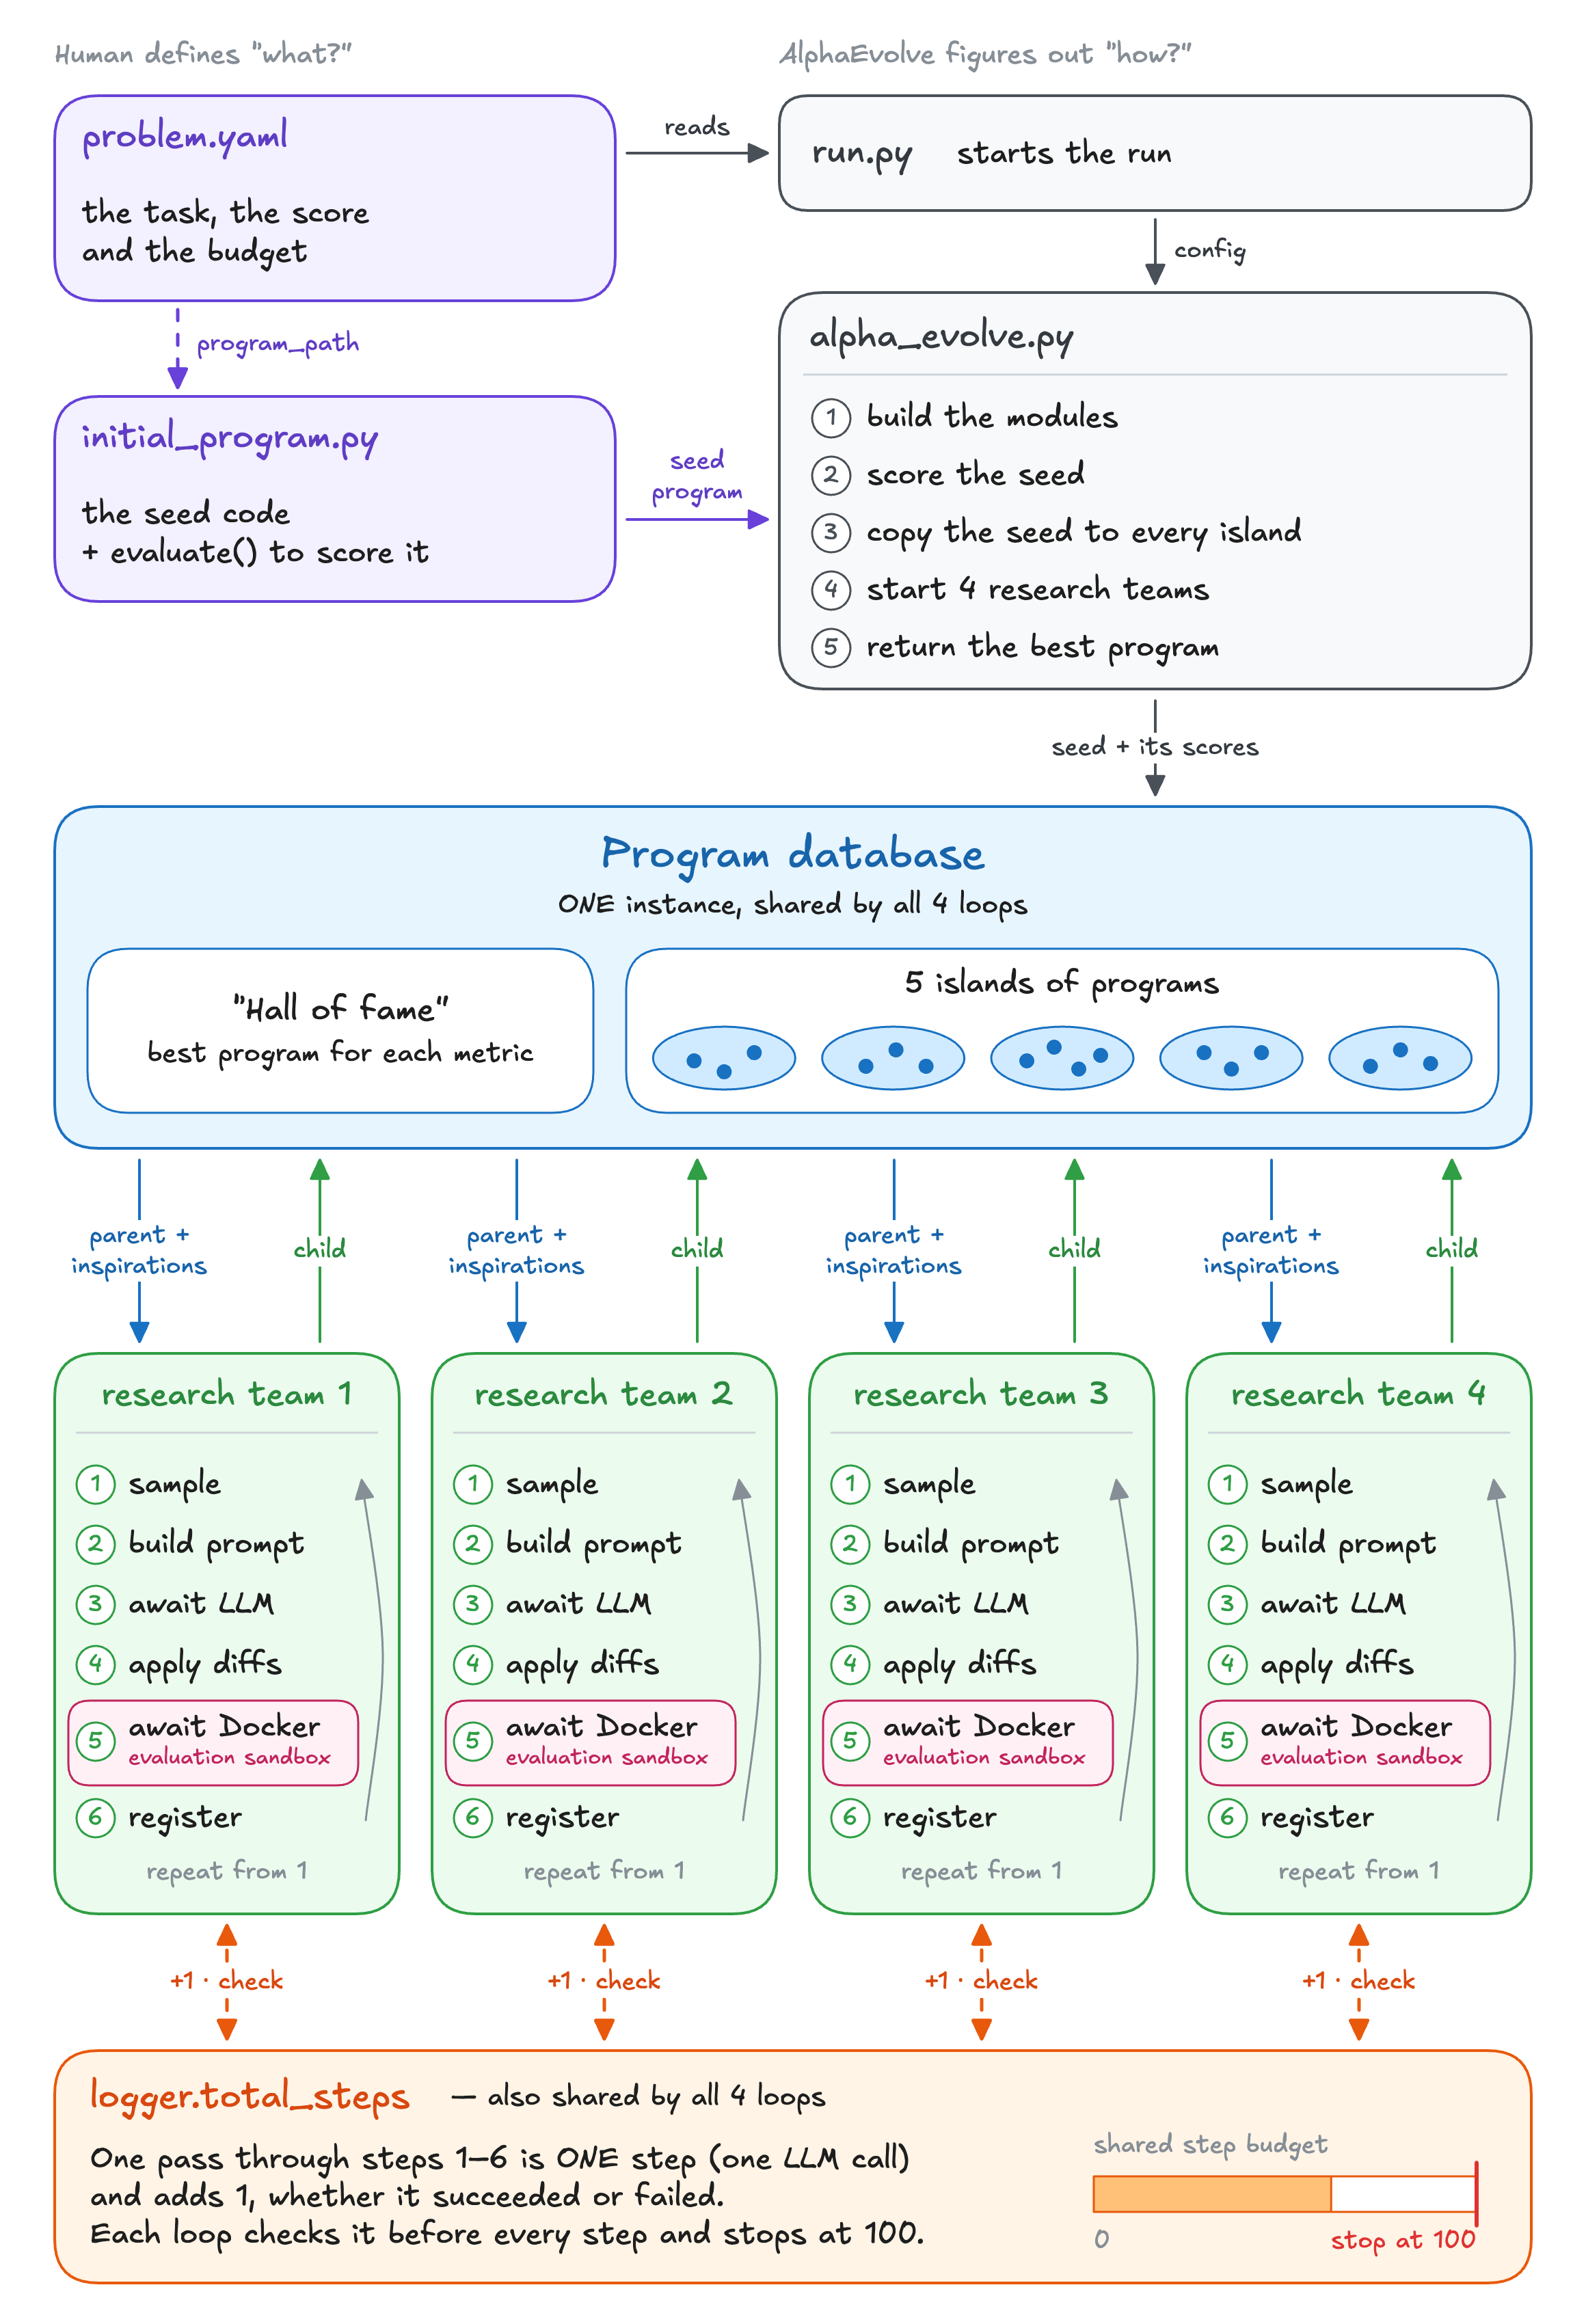 Human defines "what?"
AlphaEvolve figures out "how?"
problem.yaml
the task, the score
and the budget
reads
run.py starts the run
config
program_path
initial_program.py
the seed code
+ evaluate() to score it
seed
program
alpha_evolve.py
1 build the modules
2 score the seed
3 copy the seed to every island
4 start 4 research teams
5 return the best program
seed + its scores
Program database
ONE instance, shared by all 4 loops
"Hall of fame"
best program for each metric
5 islands of programs
parent +
inspirations
child
parent +
inspirations
child
parent +
inspirations
child
parent +
inspirations
child
research team 1
1 sample
2 build prompt
3 await LLM
4 apply diffs
5 await Docker
evaluation sandbox
6 register
repeat from 1
research team 2
1 sample
2 build prompt
3 await LLM
4 apply diffs
5 await Docker
evaluation sandbox
6 register
repeat from 1
research team 3
1 sample
2 build prompt
3 await LLM
4 apply diffs
5 await Docker
evaluation sandbox
6 register
repeat from 1
research team 4
1 sample
2 build prompt
3 await LLM
4 apply diffs
5 await Docker
evaluation sandbox
6 register
repeat from 1
+1 · check
+1 · check
+1 · check
+1 · check
logger.total_steps — also shared by all 4 loops
One pass through steps 1–6 is ONE step (one LLM call)
and adds 1, whether it succeeded or failed.
Each loop checks it before every step and stops at 100.
shared step budget
0
stop at 100